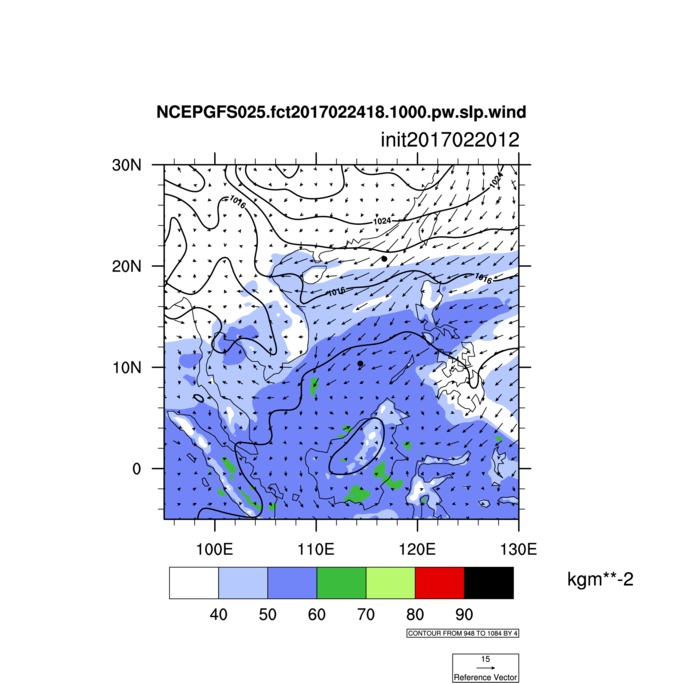 NCEPGFS025.fct2017022418.1000.pw.slp.wind
init2017022012
30N
20N
10N
0
1016
1024
1024
1016
1016
100E 110E 120E 130E
kgm**-2
40 50 60 70 80 90
CONTOUR FROM 948 TO 1084 BY 4
15
Reference Vector